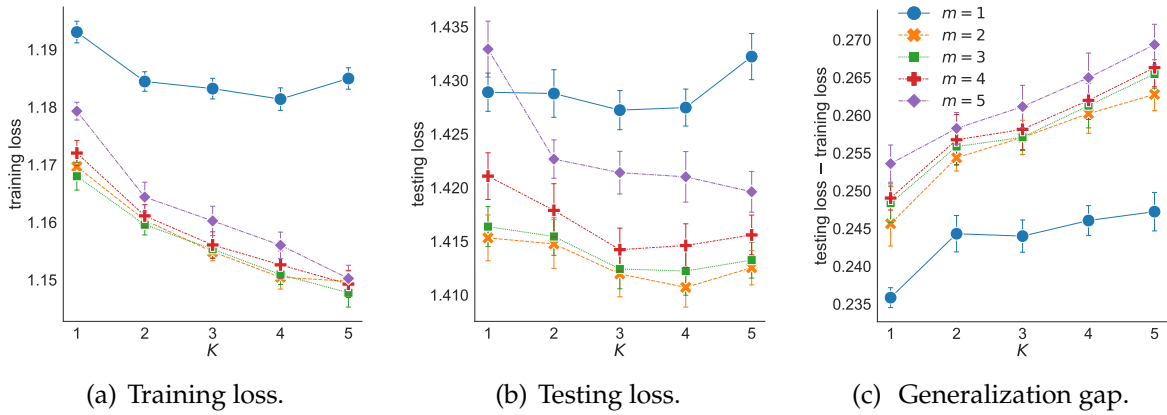 training loss
1.19
1.18
1.17
1.16
1.15
1
2
3
4
5
K
(a) Training loss.
testing loss
1.435
1.430
1.425
1.420
1.415
1.410
1
2
3
4
5
K
(b) Testing loss.
testing loss − training loss
0.270
0.265
0.260
0.255
0.250
0.245
0.240
0.235
m = 1
m = 2
m = 3
m = 4
m = 5
1
2
3
4
5
K
(c) Generalization gap.